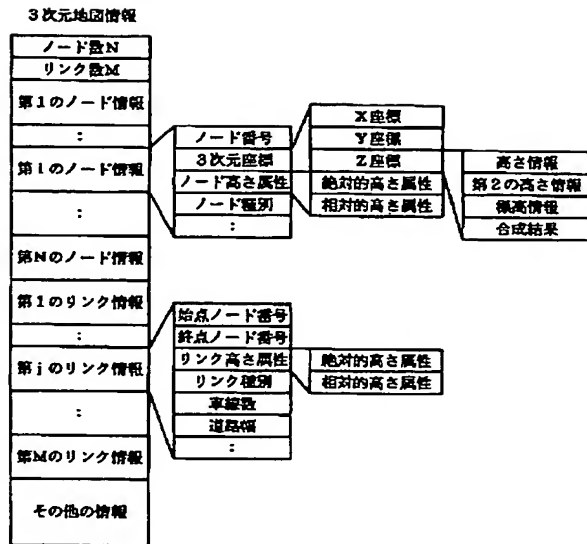 3次元地図情報
ノード数N
リンク数M
第1のノード情報
:
第iのノード情報
:
第Nのノード情報
第1のリンク情報
:
第jのリンク情報
:
第Mのリンク情報
その他の情報
ノード番号
3次元座標
ノード高さ属性
ノード種別
:
X座標
Y座標
Z座標
絶対的高さ属性
相対的高さ属性
高さ情報
第2の高さ情報
標高情報
合成結果
始点ノード番号
終点ノード番号
リンク高さ属性
リンク種別
車線数
道路幅
:
絶対的高さ属性
相対的高さ属性